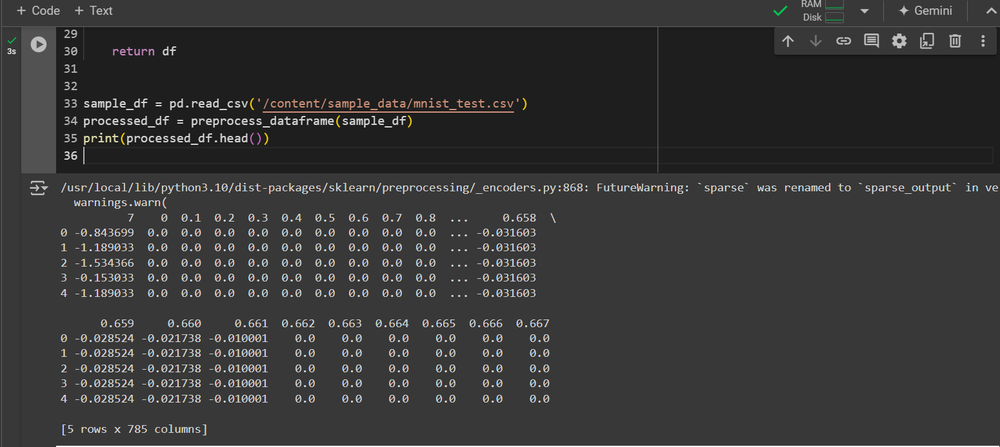 + Code + Text
RAM
Disk
Gemini
3s
29
30 return df
31
32
33 sample_df = pd.read_csv('/content/sample_data/mnist_test.csv')
34 processed_df = preprocess_dataframe(sample_df)
35 print(processed_df.head())
36
/usr/local/lib/python3.10/dist-packages/sklearn/preprocessing/_encoders.py:868: FutureWarning: `sparse` was renamed to `sparse_output` in ve
warnings.warn(
7 0 0.1 0.2 0.3 0.4 0.5 0.6 0.7 0.8 ... 0.658 \
0 -0.843699 0.0 0.0 0.0 0.0 0.0 0.0 0.0 0.0 0.0 ... -0.031603
1 -1.189033 0.0 0.0 0.0 0.0 0.0 0.0 0.0 0.0 0.0 ... -0.031603
2 -1.534366 0.0 0.0 0.0 0.0 0.0 0.0 0.0 0.0 0.0 ... -0.031603
3 -0.153033 0.0 0.0 0.0 0.0 0.0 0.0 0.0 0.0 0.0 ... -0.031603
4 -1.189033 0.0 0.0 0.0 0.0 0.0 0.0 0.0 0.0 0.0 ... -0.031603
0.659 0.660 0.661 0.662 0.663 0.664 0.665 0.666 0.667
0 -0.028524 -0.021738 -0.010001 0.0 0.0 0.0 0.0 0.0 0.0
1 -0.028524 -0.021738 -0.010001 0.0 0.0 0.0 0.0 0.0 0.0
2 -0.028524 -0.021738 -0.010001 0.0 0.0 0.0 0.0 0.0 0.0
3 -0.028524 -0.021738 -0.010001 0.0 0.0 0.0 0.0 0.0 0.0
4 -0.028524 -0.021738 -0.010001 0.0 0.0 0.0 0.0 0.0 0.0
[5 rows x 785 columns]